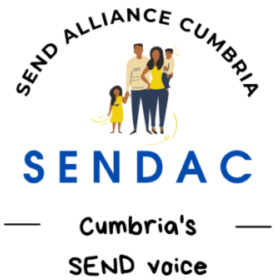 SEND ALLIANCE CUMBRIA
SENDAC
Cumbria's
SEND voice